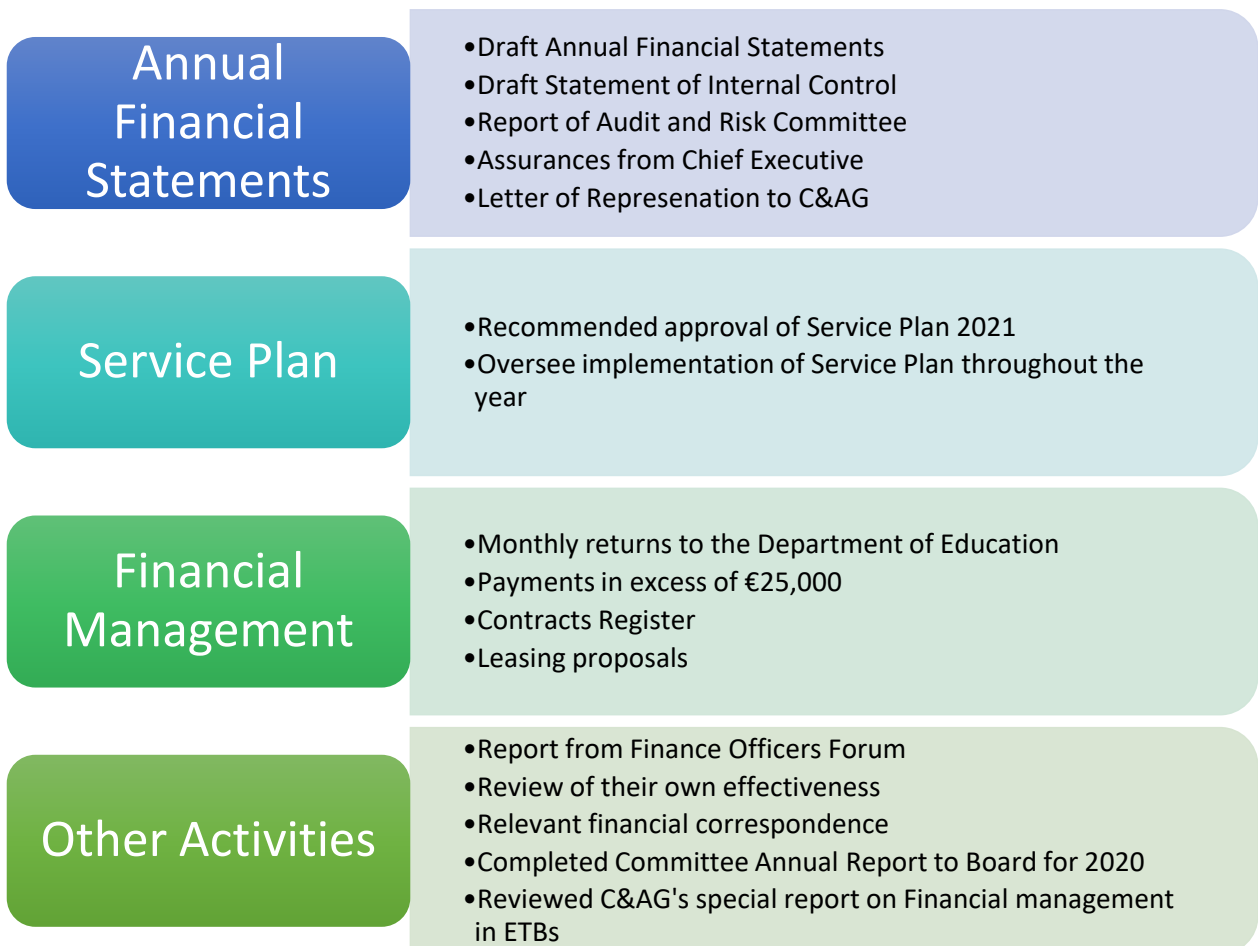 Annual
Financial
Statements
•Draft Annual Financial Statements
•Draft Statement of Internal Control
•Report of Audit and Risk Committee
•Assurances from Chief Executive
•Letter of Represenation to C&AG
Service Plan
•Recommended approval of Service Plan 2021
•Oversee implementation of Service Plan throughout the
year
Financial
Management
•Monthly returns to the Department of Education
•Payments in excess of €25,000
•Contracts Register
•Leasing proposals
Other Activities
•Report from Finance Officers Forum
•Review of their own effectiveness
•Relevant financial correspondence
•Completed Committee Annual Report to Board for 2020
•Reviewed C&AG's special report on Financial management
in ETBs